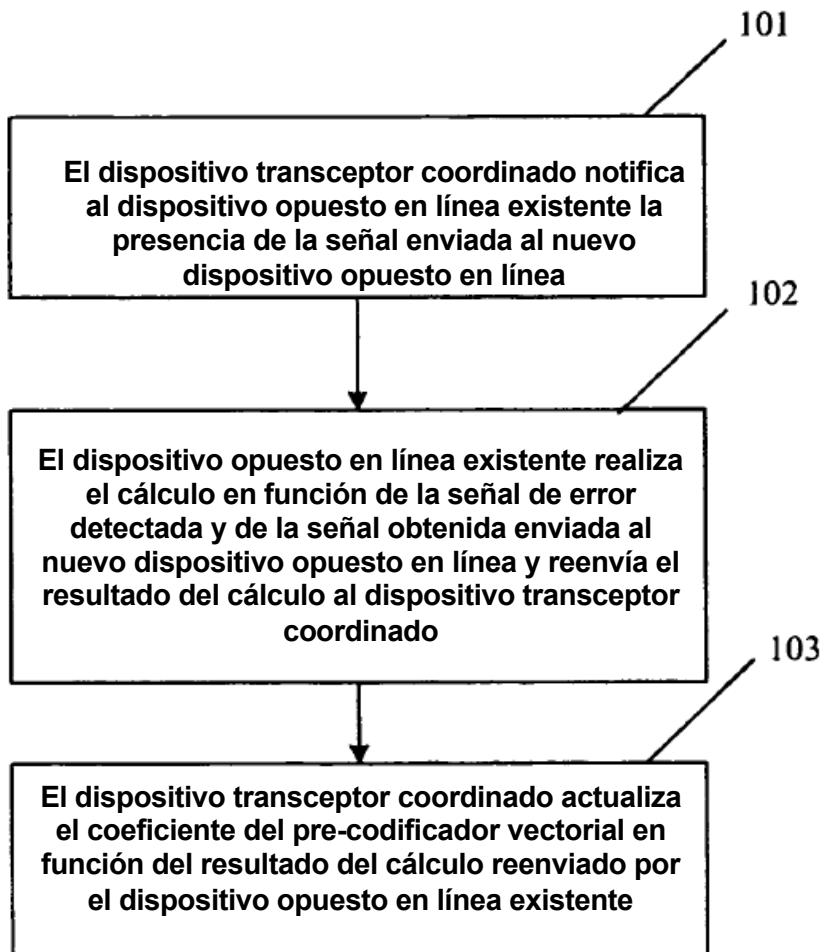 101
El dispositivo transceptor coordinado notifica
al dispositivo opuesto en línea existente la
presencia de la señal enviada al nuevo
dispositivo opuesto en línea
102
El dispositivo opuesto en línea existente realiza
el cálculo en función de la señal de error
detectada y de la señal obtenida enviada al
nuevo dispositivo opuesto en línea y reenvía el
resultado del cálculo al dispositivo transceptor
coordinado
103
El dispositivo transceptor coordinado actualiza
el coeficiente del pre-codificador vectorial en
función del resultado del cálculo reenviado por
el dispositivo opuesto en línea existente